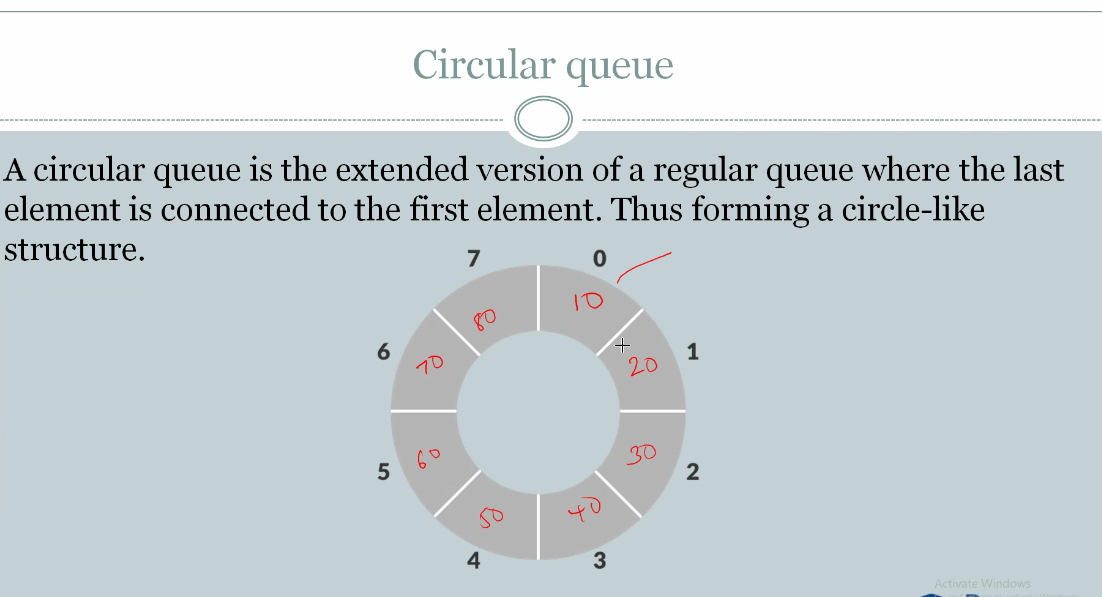 Circular queue
A circular queue is the extended version of a regular queue where the last
element is connected to the first element. Thus forming a circle-like
structure.
7 0
10
80
6 1
70 20
5 2
60 30
50 40
4 3
Activate Windows